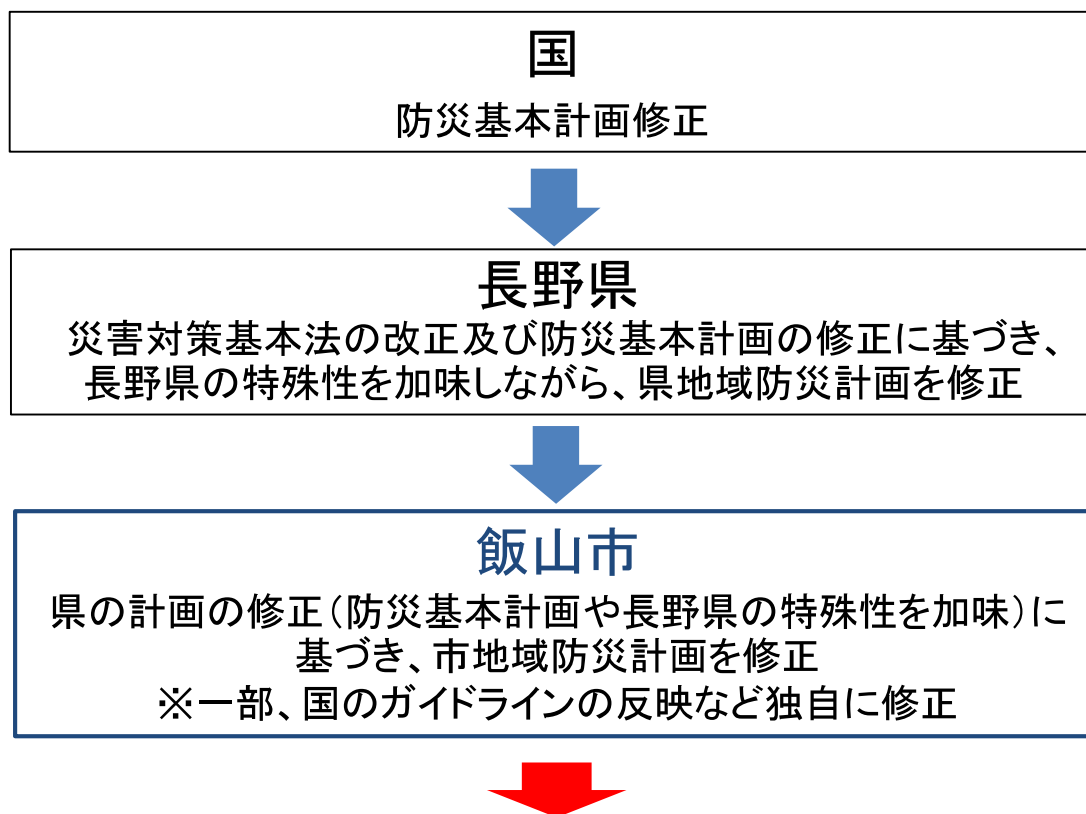 国
防災基本計画修正
長野県
災害対策基本法の改正及び防災基本計画の修正に基づき、
長野県の特殊性を加味しながら、県地域防災計画を修正
飯山市
県の計画の修正（防災基本計画や長野県の特殊性を加味）に
基づき、市地域防災計画を修正
※一部、国のガイドラインの反映など独自に修正